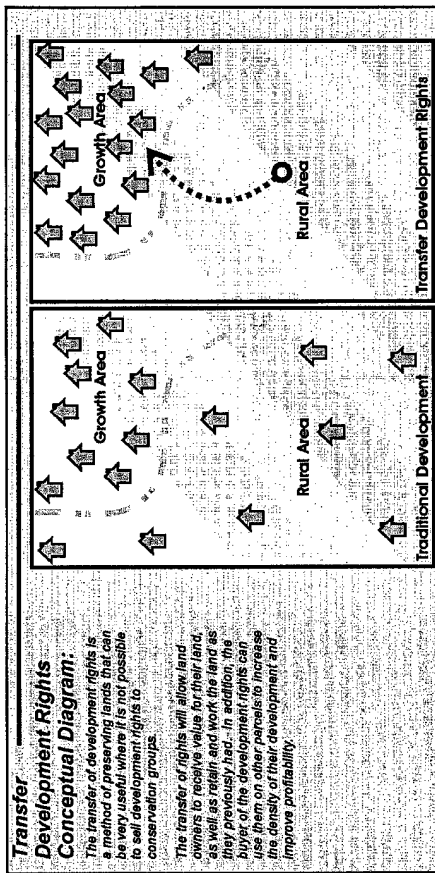 Transfer
Development Rights
Conceptual Diagram:
The transfer of development rights is
a method of preserving lands that can
be very useful where it is not possible
to sell development rights to
conservation groups.
The transfer of rights will allow land
owners to receive value for their land,
as well as retain and work the land as
they previously had. In addition, the
buyer of the development rights can
use them on other parcels to increase
the density of their development and
improve profitability.
Growth Area
Rural Area
Traditional Development
Growth Area
Rural Area
Transfer Development Rights